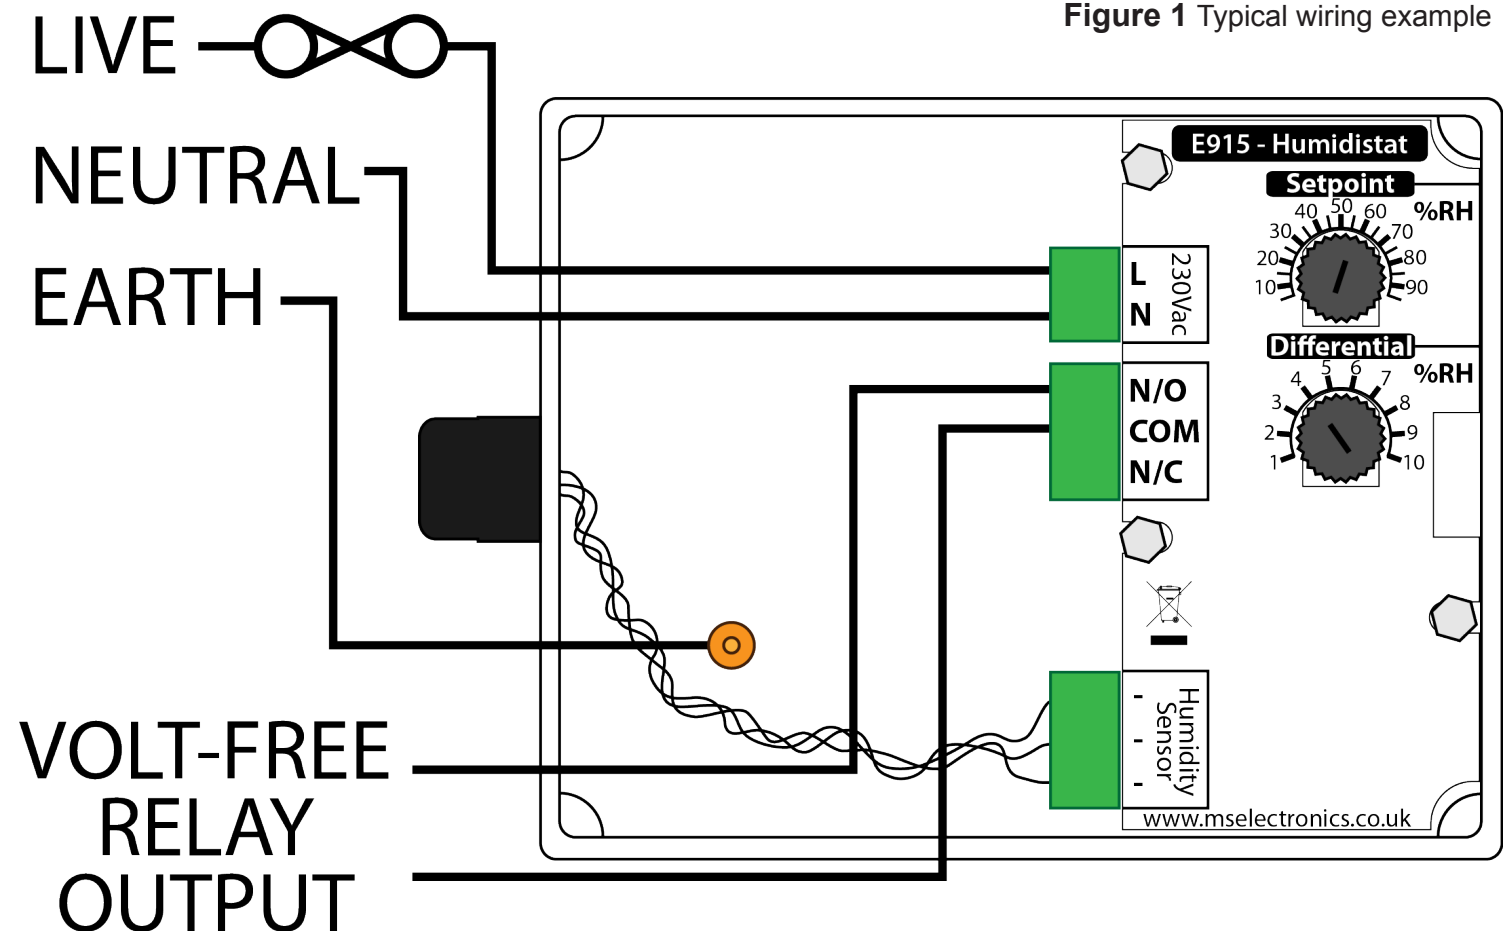 Figure 1 Typical wiring example
LIVE
NEUTRAL
EARTH
VOLT-FREE
RELAY
OUTPUT
E915 - Humidistat
Setpoint
%RH
10 20 30 40 50 60 70 80 90
L
N
230Vac
Differential
%RH
1 2 3 4 5 6 7 8 9 10
N/O
COM
N/C
-
-
-
Humidity
Sensor
www.mselectronics.co.uk